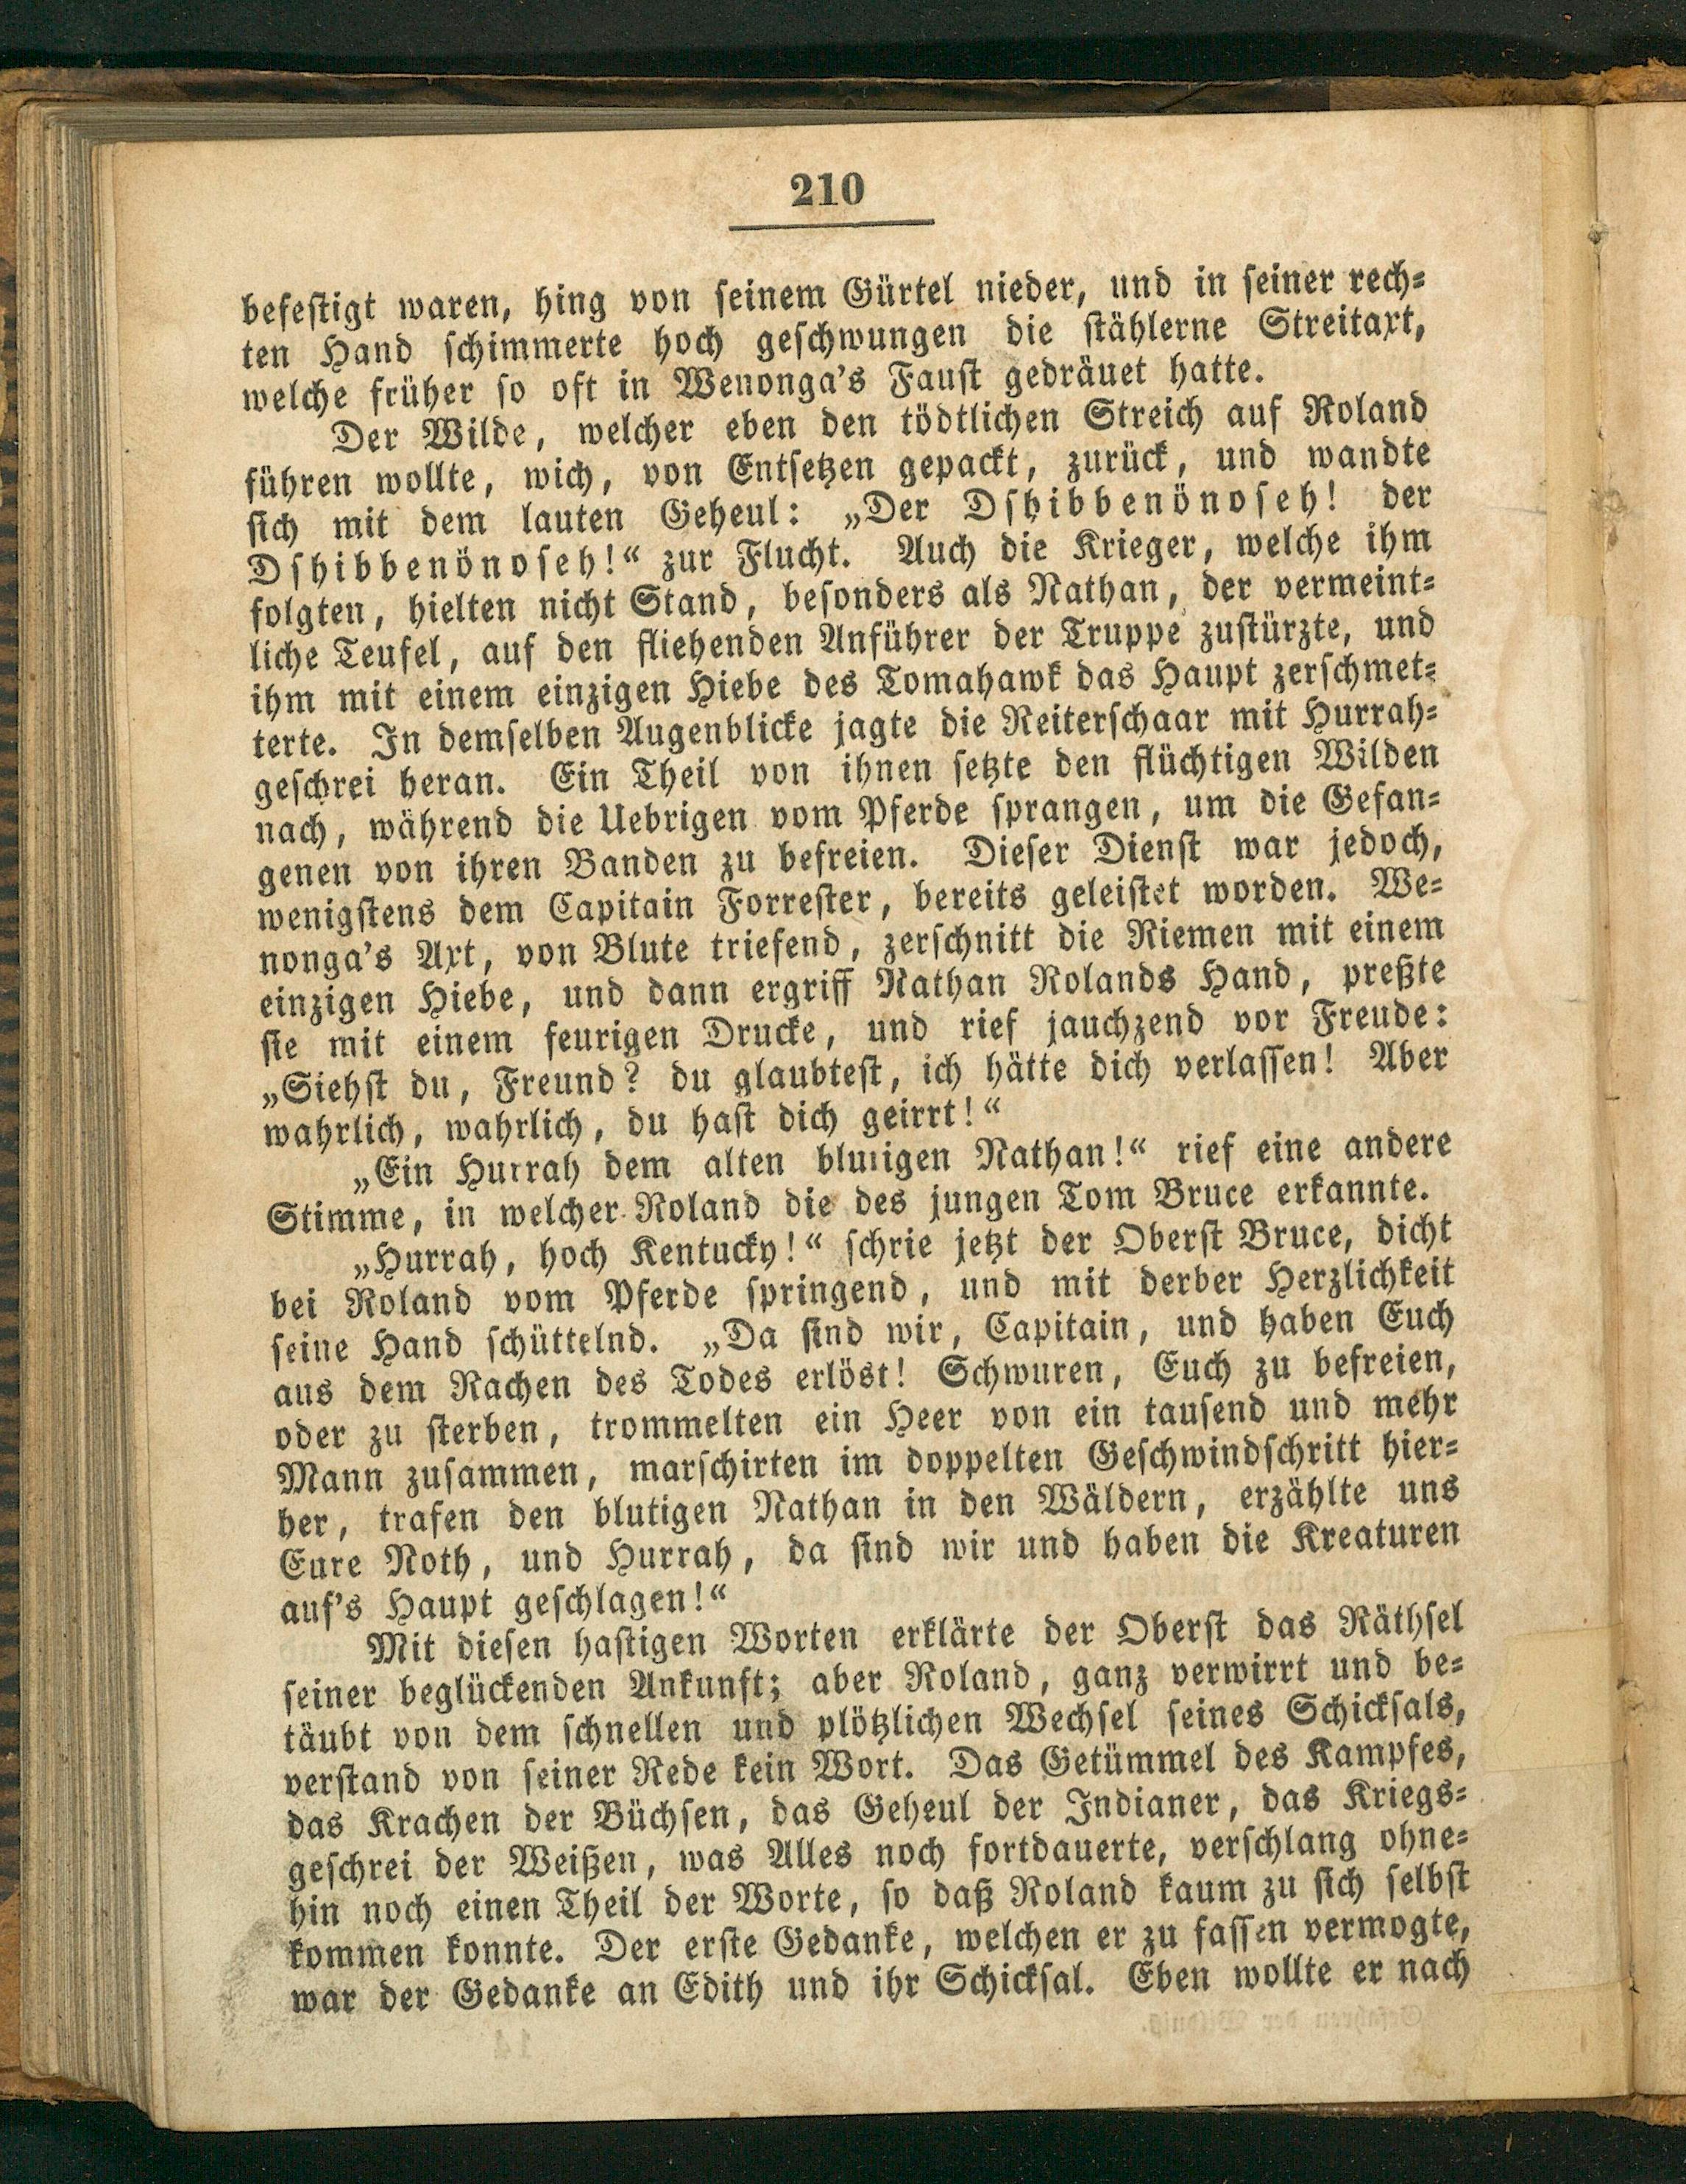 210
befeſtigt waren, hing von ſeinem Gürtel nieder, und in ſeiner rech-
ten Hand ſchimmerte hoch geſchwungen die ſtählerne Streitaxt,
welche früher ſo oft in Wenonga's Fauſt gedräuet hatte.
Der Wilde, welcher eben den tödtlichen Streich auf Roland
führen wollte, wich, von Entſetzen gepackt, zurück, und wandte
ſich mit dem lauten Geheul: „Der Dſhibbenönoſeh! der
Dſhibbenönoſeh!“ zur Flucht. Auch die Krieger, welche ihm
folgten, hielten nicht Stand, beſonders als Nathan, der vermeint-
liche Teufel, auf den fliehenden Anführer der Truppe zuſtürzte, und
ihm mit einem einzigen Hiebe des Tomahawk das Haupt zerſchmet-
terte. In demſelben Augenblicke jagte die Reiterſchaar mit Hurrah-
geſchrei heran. Ein Theil von ihnen ſetzte den flüchtigen Wilden
nach, während die Uebrigen vom Pferde ſprangen, um die Gefan-
genen von ihren Banden zu befreien. Dieſer Dienſt war jedoch,
wenigſtens dem Capitain Forreſter, bereits geleiſtet worden. We-
nonga's Axt, von Blute triefend, zerſchnitt die Riemen mit einem
einzigen Hiebe, und dann ergriff Nathan Rolands Hand, preßte
ſie mit einem feurigen Drucke, und rief jauchzend vor Freude:
„Siehſt du, Freund? du glaubteſt, ich hätte dich verlaſſen! Aber
wahrlich, wahrlich, du haſt dich geirrt!“
„Ein Hurrah dem alten blutigen Nathan!“ rief eine andere
Stimme, in welcher Roland die des jungen Tom Bruce erkannte.
„Hurrah, hoch Kentucky!“ ſchrie jetzt der Oberſt Bruce, dicht
bei Roland vom Pferde ſpringend, und mit derber Herzlichkeit
ſeine Hand ſchüttelnd. „Da ſind wir, Capitain, und haben Euch
aus dem Rachen des Todes erlöst! Schwuren, Euch zu befreien,
oder zu ſterben, trommelten ein Heer von ein tauſend und mehr
Mann zuſammen, marſchirten im doppelten Geſchwindſchritt hier-
her, trafen den blutigen Nathan in den Wäldern, erzählte uns
Eure Noth, und Hurrah, da ſind wir und haben die Kreaturen
auf's Haupt geſchlagen!“
Mit dieſen haſtigen Worten erklärte der Oberſt das Räthſel
ſeiner beglückenden Ankunft; aber Roland, ganz verwirrt und be-
täubt von dem ſchnellen und plötzlichen Wechſel ſeines Schickſals,
verſtand von ſeiner Rede kein Wort. Das Getümmel des Kampfes,
das Krachen der Büchſen, das Geheul der Indianer, das Kriegs-
geſchrei der Weißen, was Alles noch fortdauerte, verſchlang ohne-
hin noch einen Theil der Worte, ſo daß Roland kaum zu ſich ſelbſt
kommen konnte. Der erſte Gedanke, welchen er zu faſſen vermogte,
war der Gedanke an Edith und ihr Schickſal. Eben wollte er nach